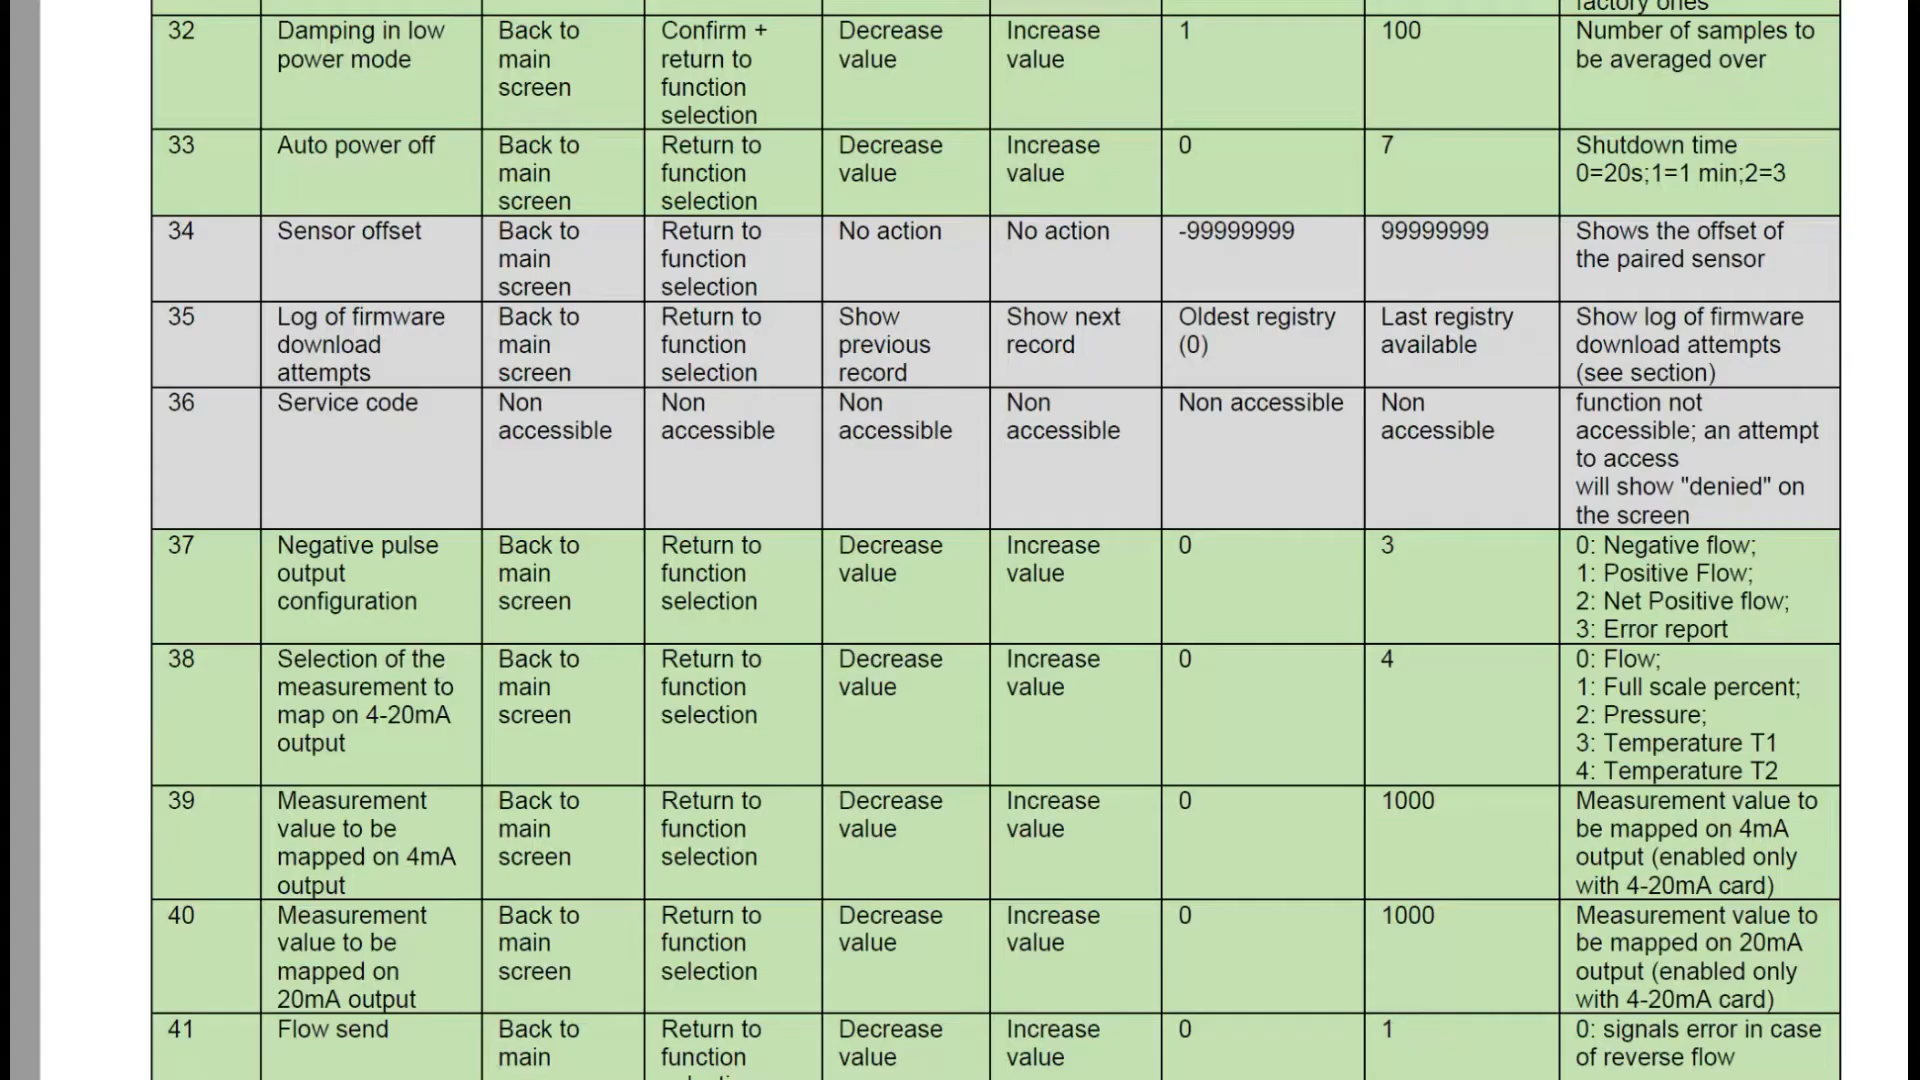 factory ones
32 Damping in low power mode Back to main screen Confirm + return to function selection Decrease value Increase value 1 100 Number of samples to be averaged over
33 Auto power off Back to main screen Return to function selection Decrease value Increase value 0 7 Shutdown time 0=20s;1=1 min;2=3
34 Sensor offset Back to main screen Return to function selection No action No action -99999999 99999999 Shows the offset of the paired sensor
35 Log of firmware download attempts Back to main screen Return to function selection Show previous record Show next record Oldest registry (0) Last registry available Show log of firmware download attempts (see section)
36 Service code Non accessible Non accessible Non accessible Non accessible Non accessible Non accessible function not accessible; an attempt to access will show "denied" on the screen
37 Negative pulse output configuration Back to main screen Return to function selection Decrease value Increase value 0 3 0: Negative flow; 1: Positive Flow; 2: Net Positive flow; 3: Error report
38 Selection of the measurement to map on 4-20mA output Back to main screen Return to function selection Decrease value Increase value 0 4 0: Flow; 1: Full scale percent; 2: Pressure; 3: Temperature T1 4: Temperature T2
39 Measurement value to be mapped on 4mA output Back to main screen Return to function selection Decrease value Increase value 0 1000 Measurement value to be mapped on 4mA output (enabled only with 4-20mA card)
40 Measurement value to be mapped on 20mA output Back to main screen Return to function selection Decrease value Increase value 0 1000 Measurement value to be mapped on 20mA output (enabled only with 4-20mA card)
41 Flow send Back to main Return to function Decrease value Increase value 0 1 0: signals error in case of reverse flow